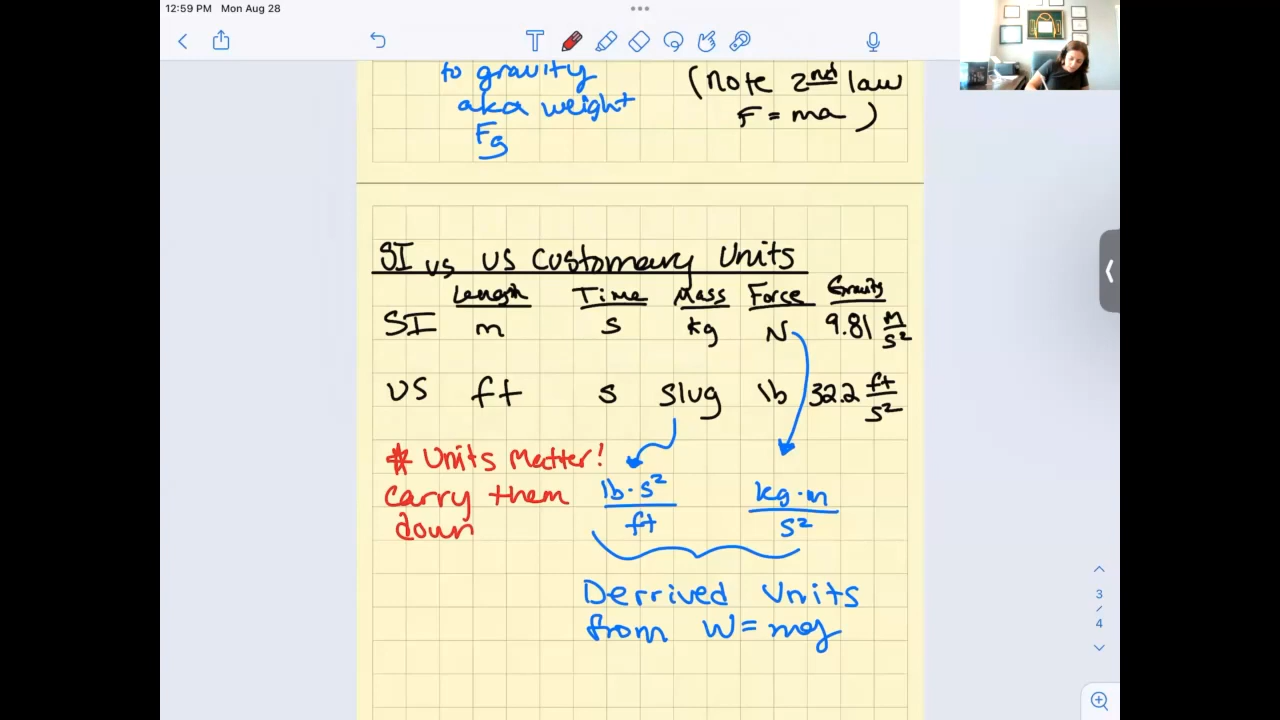 12:59 PM Mon Aug 28
to gravity
aka weight
Fg
(note 2nd law
F = ma )
SI vs US Customary Units
Length Time Mass Force Gravity
SI m s kg N 9.81 m/s²
US ft s slug lb 32.2 ft/s²
* Units Matter!
Carry them
down
lb·s²/ft
kg·m/s²
Derrived Units
from W = mg
3
/
4